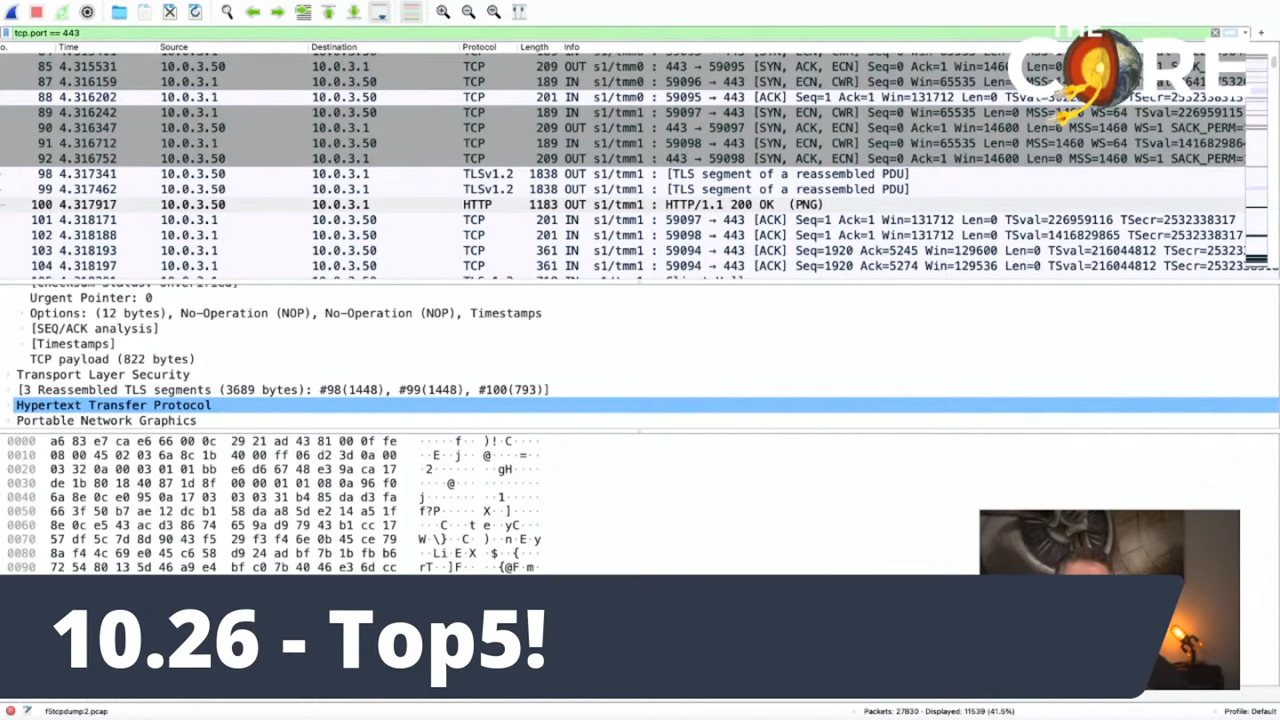 tcp.port == 443
o. Time Source Destination Protocol Length Info
85 4.315531 10.0.3.50 10.0.3.1 TCP 209 OUT s1/tmm0 : 443 → 59095 [SYN, ACK, ECN] Seq=0 Ack=1 Win=1460
87 4.316159 10.0.3.1 10.0.3.50 TCP 189 IN s1/tmm0 : 59096 → 443 [SYN, ECN, CWR] Seq=0 Win=65535
88 4.316202 10.0.3.1 10.0.3.50 TCP 201 IN s1/tmm0 : 59095 → 443 [ACK] Seq=1 Ack=1 Win=131712 Len=0 TSecr=2532338315
89 4.316242 10.0.3.1 10.0.3.50 TCP 189 IN s1/tmm1 : 59097 → 443 [SYN, ECN, CWR] Seq=0 Win=65535 Len=0 MSS=1460 WS=64 TSval=226959115
90 4.316347 10.0.3.50 10.0.3.1 TCP 209 OUT s1/tmm1 : 443 → 59097 [SYN, ACK, ECN] Seq=0 Ack=1 Win=14600 Len=0 MSS=1460 WS=1 SACK_PERM=
91 4.316712 10.0.3.1 10.0.3.50 TCP 189 IN s1/tmm1 : 59098 → 443 [SYN, ECN, CWR] Seq=0 Win=65535 Len=0 MSS=1460 WS=64 TSval=1416829864
92 4.316752 10.0.3.50 10.0.3.1 TCP 209 OUT s1/tmm1 : 443 → 59098 [SYN, ACK, ECN] Seq=0 Ack=1 Win=14600 Len=0 MSS=1460 WS=1 SACK_PERM=
98 4.317341 10.0.3.50 10.0.3.1 TLSv1.2 1838 OUT s1/tmm1 : [TLS segment of a reassembled PDU]
99 4.317462 10.0.3.50 10.0.3.1 TLSv1.2 1838 OUT s1/tmm1 : [TLS segment of a reassembled PDU]
100 4.317917 10.0.3.50 10.0.3.1 HTTP 1183 OUT s1/tmm1 : HTTP/1.1 200 OK (PNG)
101 4.318171 10.0.3.1 10.0.3.50 TCP 201 IN s1/tmm1 : 59097 → 443 [ACK] Seq=1 Ack=1 Win=131712 Len=0 TSval=226959116 TSecr=2532338317
102 4.318188 10.0.3.1 10.0.3.50 TCP 201 IN s1/tmm1 : 59098 → 443 [ACK] Seq=1 Ack=1 Win=131712 Len=0 TSval=1416829865 TSecr=2532338317
103 4.318193 10.0.3.1 10.0.3.50 TCP 361 IN s1/tmm1 : 59094 → 443 [ACK] Seq=1920 Ack=5245 Win=129600 Len=0 TSval=216044812 TSecr=25323
104 4.318197 10.0.3.1 10.0.3.50 TCP 361 IN s1/tmm1 : 59094 → 443 [ACK] Seq=1920 Ack=5274 Win=129536 Len=0 TSval=216044812
THE
CORE
[Checksum Status: Unverified]
Urgent Pointer: 0
Options: (12 bytes), No-Operation (NOP), No-Operation (NOP), Timestamps
[SEQ/ACK analysis]
[Timestamps]
TCP payload (822 bytes)
Transport Layer Security
[3 Reassembled TLS segments (3689 bytes): #98(1448), #99(1448), #100(793)]
Hypertext Transfer Protocol
Portable Network Graphics
0000 a6 83 e7 ca e6 66 00 0c 29 21 ad 43 81 00 0f fe ·····f·· )!·C····
0010 08 00 45 02 03 6a 8c 1b 40 00 ff 06 d2 3d 0a 00 ··E··j·· @····=··
0020 03 32 0a 00 03 01 01 bb e6 d6 67 48 e3 9a ca 17 ·2······ ··gH····
0030 de 1b 80 18 40 87 1d 8f 00 00 01 01 08 0a 96 f0 ····@··· ········
0040 6a 8e 0c e0 95 0a 17 03 03 03 31 b4 85 da d3 fa j······· ··1·····
0050 66 3f 50 b7 ae 12 dc b1 58 da a8 5d e2 14 a5 1f f?P····· X··]····
0060 8e 0c e5 43 ac d3 86 74 65 9a d9 79 43 b1 cc 17 ···C···t e··yC···
0070 57 df 5c 7d 8d 90 43 f5 29 f3 f4 6e 0b 45 ce 79 W·\}··C· )··n·E·y
0080 8a f4 4c 69 e0 45 c6 58 d9 24 ad bf 7b 1b fb b6 ··Li·E·X ·$··{···
0090 72 54 80 13 5d 46 a9 e4 bf c0 7b 40 46 e3 6d cc rT··]F·· ··{@F·m·
10.26 - Top5!
f5tcpdump2.pcap Packets: 27830 · Displayed: 11539 (41.5%) Profile: Default